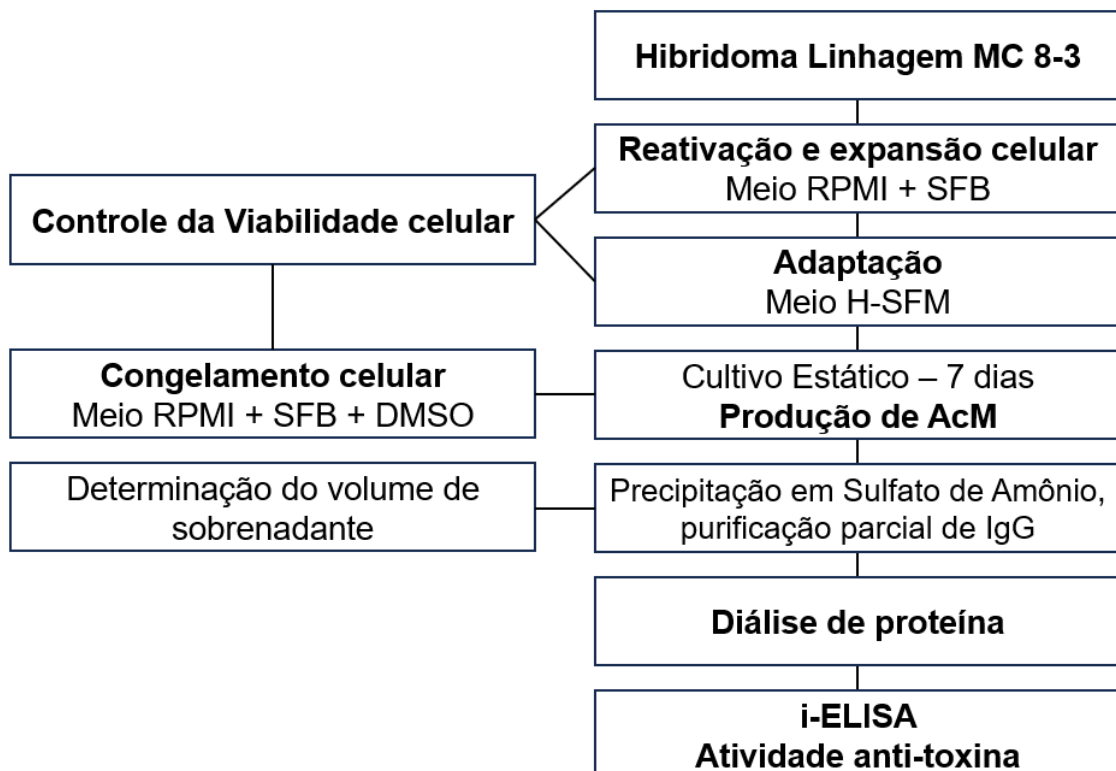 Hibridoma Linhagem MC 8-3
Reativação e expansão celular
Meio RPMI + SFB
Controle da Viabilidade celular
Adaptação
Meio H-SFM
Congelamento celular
Meio RPMI + SFB + DMSO
Cultivo Estático – 7 dias
Produção de AcM
Determinação do volume de
sobrenadante
Precipitação em Sulfato de Amônio,
purificação parcial de IgG
Diálise de proteína
i-ELISA
Atividade anti-toxina